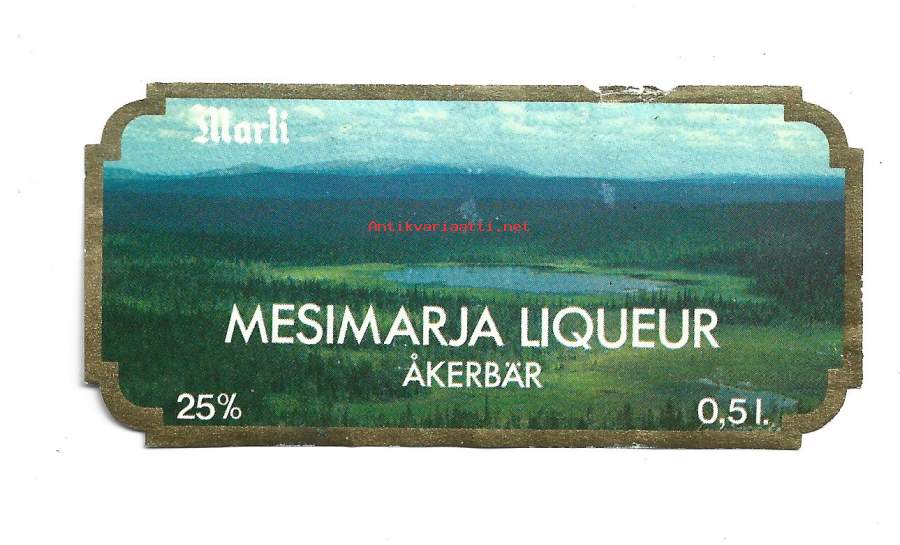 Marli
Antikvariaatti.net
MESIMARJA LIQUEUR
ÅKERBÄR
25% 0,5 l.